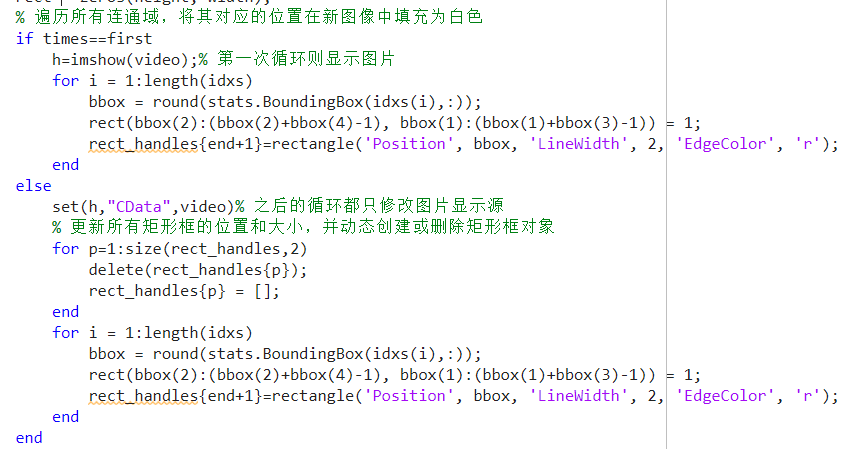 % 遍历所有连通域，将其对应的位置在新图像中填充为白色
if times==first
h=imshow(video);% 第一次循环则显示图片
for i = 1:length(idxs)
bbox = round(stats.BoundingBox(idxs(i),:));
rect(bbox(2):(bbox(2)+bbox(4)-1), bbox(1):(bbox(1)+bbox(3)-1)) = 1;
rect_handles{end+1}=rectangle('Position', bbox, 'LineWidth', 2, 'EdgeColor', 'r');
end
else
set(h,"CData",video)% 之后的循环都只修改图片显示源
% 更新所有矩形框的位置和大小，并动态创建或删除矩形框对象
for p=1:size(rect_handles,2)
delete(rect_handles{p});
rect_handles{p} = [];
end
for i = 1:length(idxs)
bbox = round(stats.BoundingBox(idxs(i),:));
rect(bbox(2):(bbox(2)+bbox(4)-1), bbox(1):(bbox(1)+bbox(3)-1)) = 1;
rect_handles{end+1}=rectangle('Position', bbox, 'LineWidth', 2, 'EdgeColor', 'r');
end
end